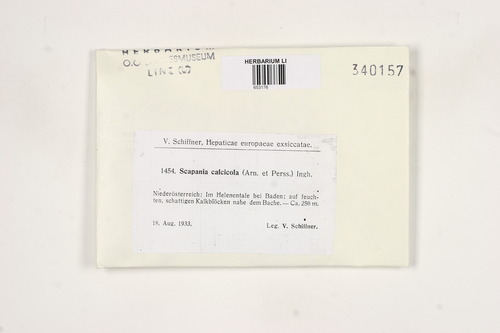 HERBARIUM
O.Ö. LANDESMUSEUM
LINZ
HERBARIUM LI
340157
V. Schiffner, Hepaticae europaeae exsiccatae.
1454. Scapania calcicola (Arn. et Perss.) Ingh.
Niederösterreich: Im Helenentale bei Baden; auf feuch-
ten, schattigen Kalkblöcken nahe dem Bache. — Ca. 250 m.
18. Aug. 1933.
Leg. V. Schiffner.